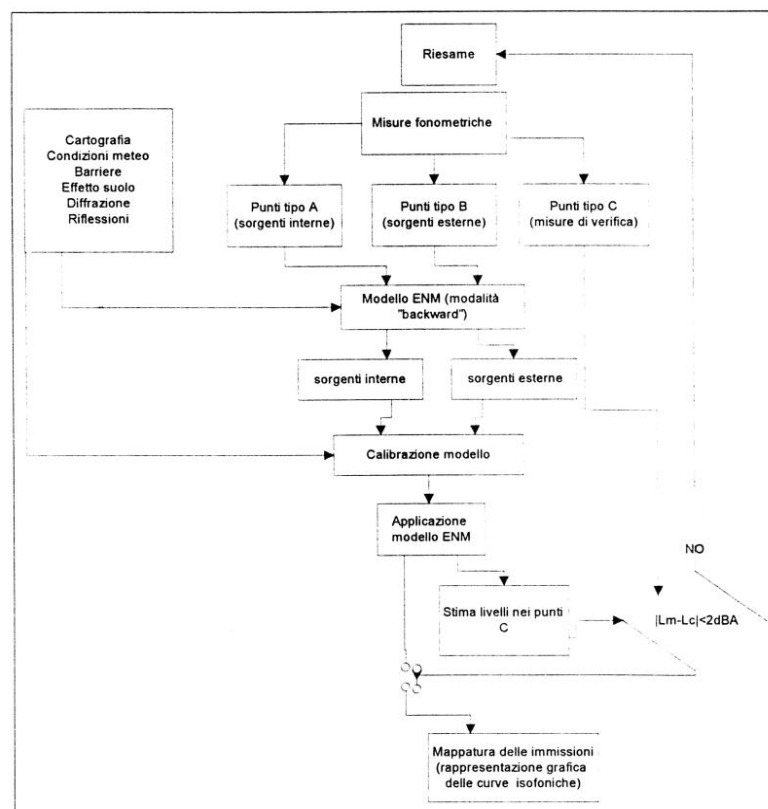 Riesame
Misure fonometriche
Cartografia
Condizioni meteo
Barriere
Effetto suolo
Diffrazione
Riflessioni
Punti tipo A
(sorgenti interne)
Punti tipo B
(sorgenti esterne)
Punti tipo C
(misure di verifica)
Modello ENM (modalità
"backward")
sorgenti interne
sorgenti esterne
Calibrazione modello
Applicazione
modello ENM
NO
Stima livelli nei punti
C
|Lm-Lc|<2dBA
Mappatura delle immissioni
(rappresentazione grafica
delle curve isofoniche)